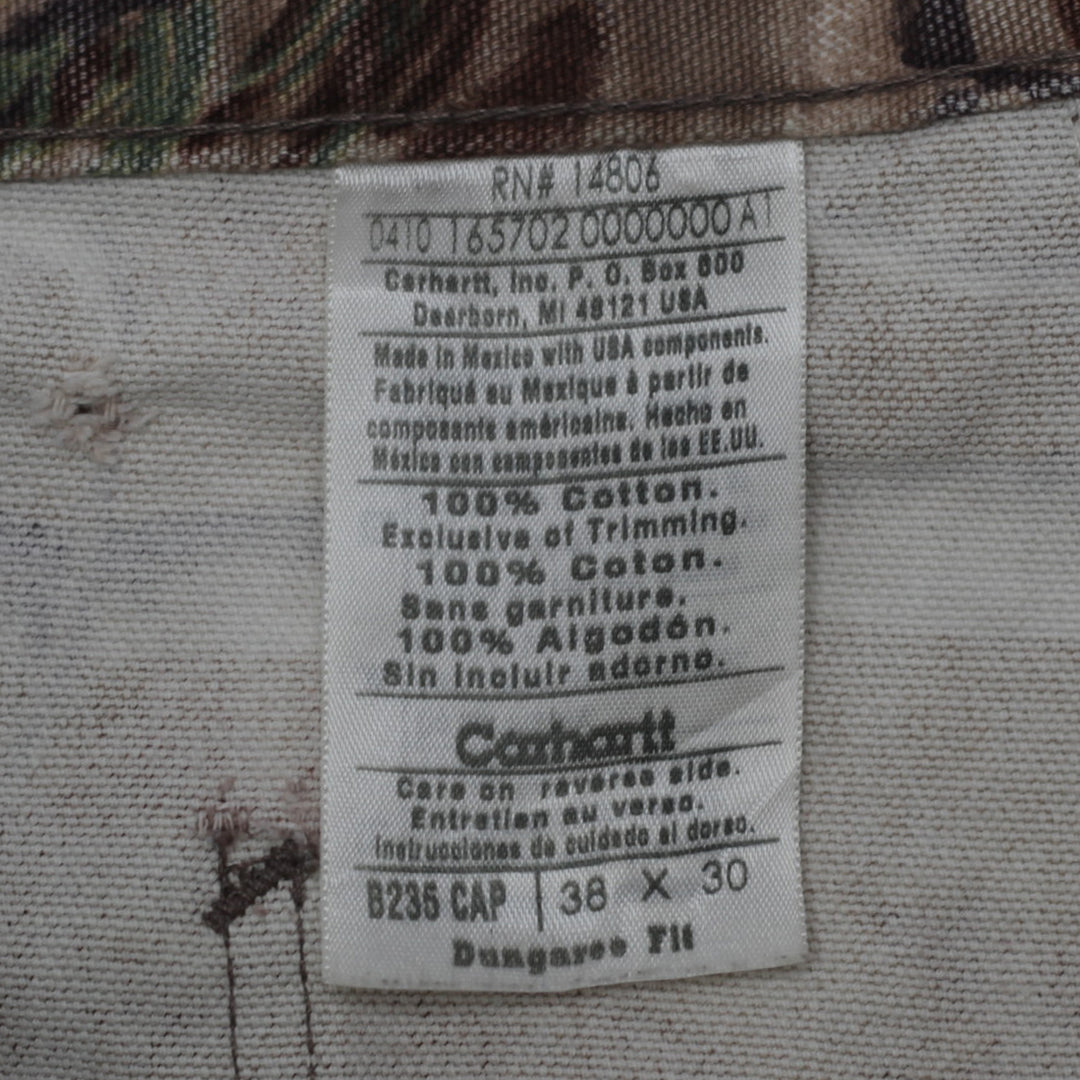 RN# 14806
0410 165702 0000000 A1
Carhartt, Inc. P. O. Box 600
Dearborn, MI 48121 USA
Made in Mexico with USA components.
Fabriqué au Mexique à partir de
composants américains. Hecho en
México con componentes de los EE.UU.
100% Cotton.
Exclusive of Trimming.
100% Coton.
Sans garniture.
100% Algodón.
Sin incluir adorno.
Carhartt
Care on reverse side.
Entretien au verso.
Instrucciones de cuidado al dorso.
B235 CAP | 38 X 30
Dungaree Fit